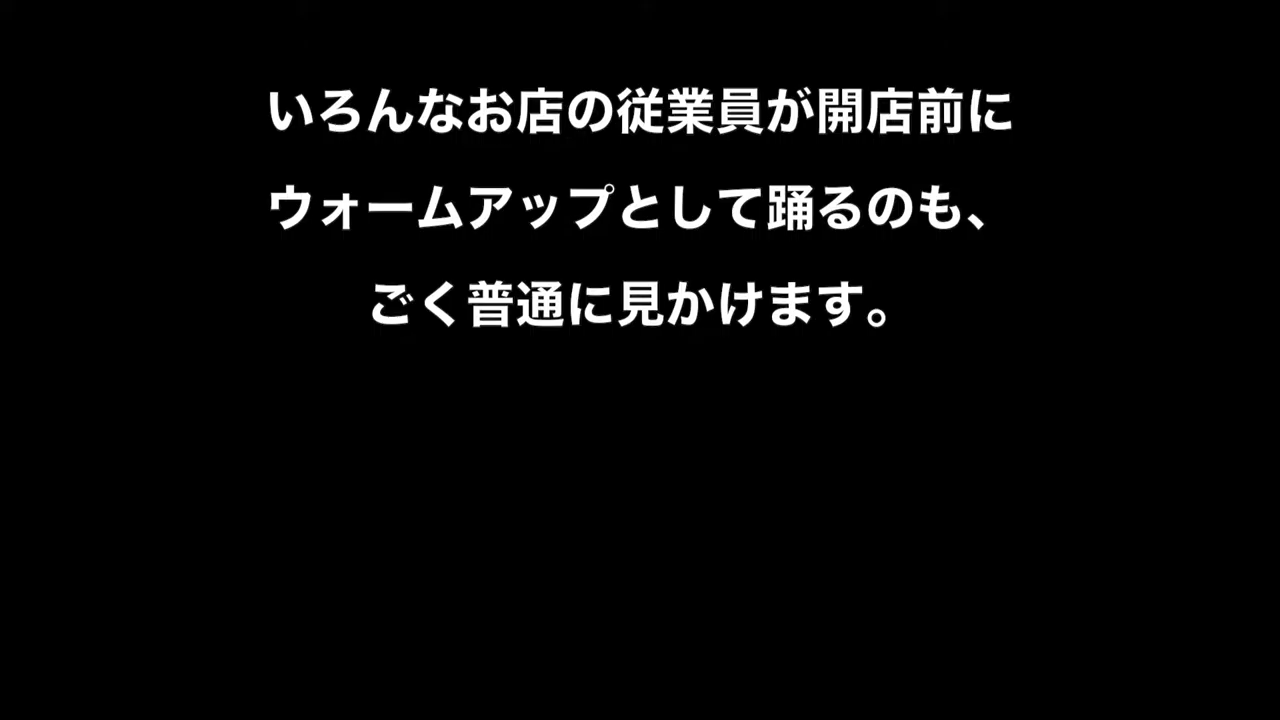 いろんなお店の従業員が開店前に
ウォームアップとして踊るのも、
ごく普通に見かけます。